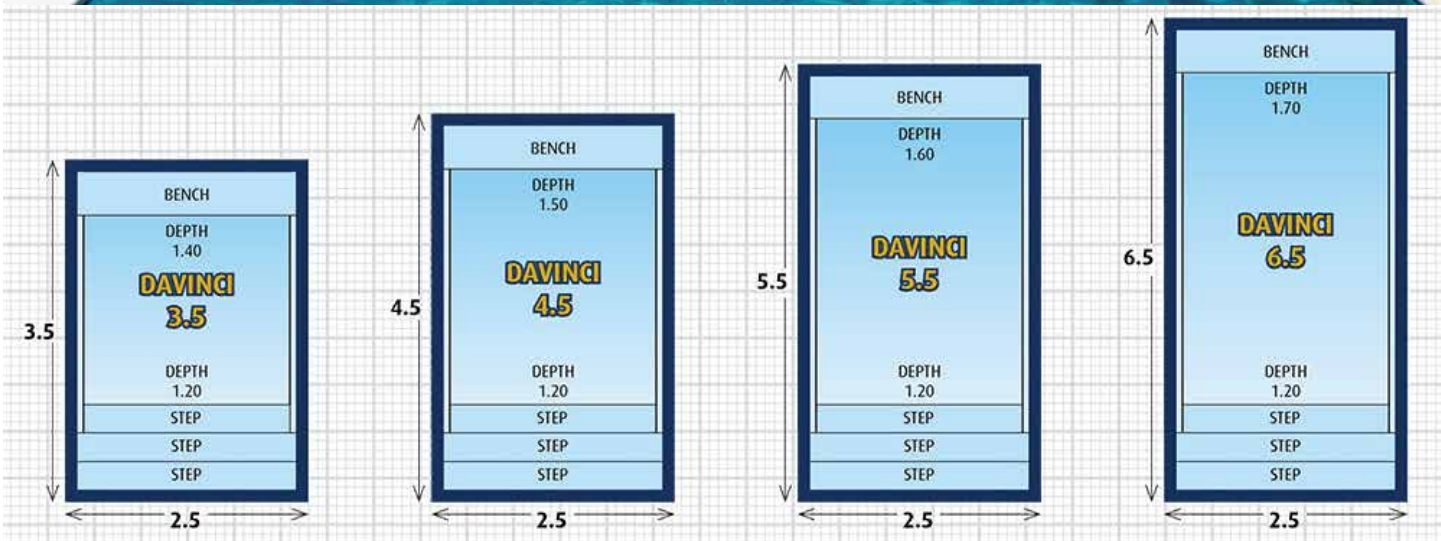 BENCH
DEPTH
1.40
DAVINCI
3.5
DEPTH
1.20
STEP
STEP
STEP
3.5
2.5
BENCH
DEPTH
1.50
DAVINCI
4.5
DEPTH
1.20
STEP
STEP
STEP
4.5
2.5
BENCH
DEPTH
1.60
DAVINCI
5.5
DEPTH
1.20
STEP
STEP
STEP
5.5
2.5
BENCH
DEPTH
1.70
DAVINCI
6.5
DEPTH
1.20
STEP
STEP
STEP
6.5
2.5